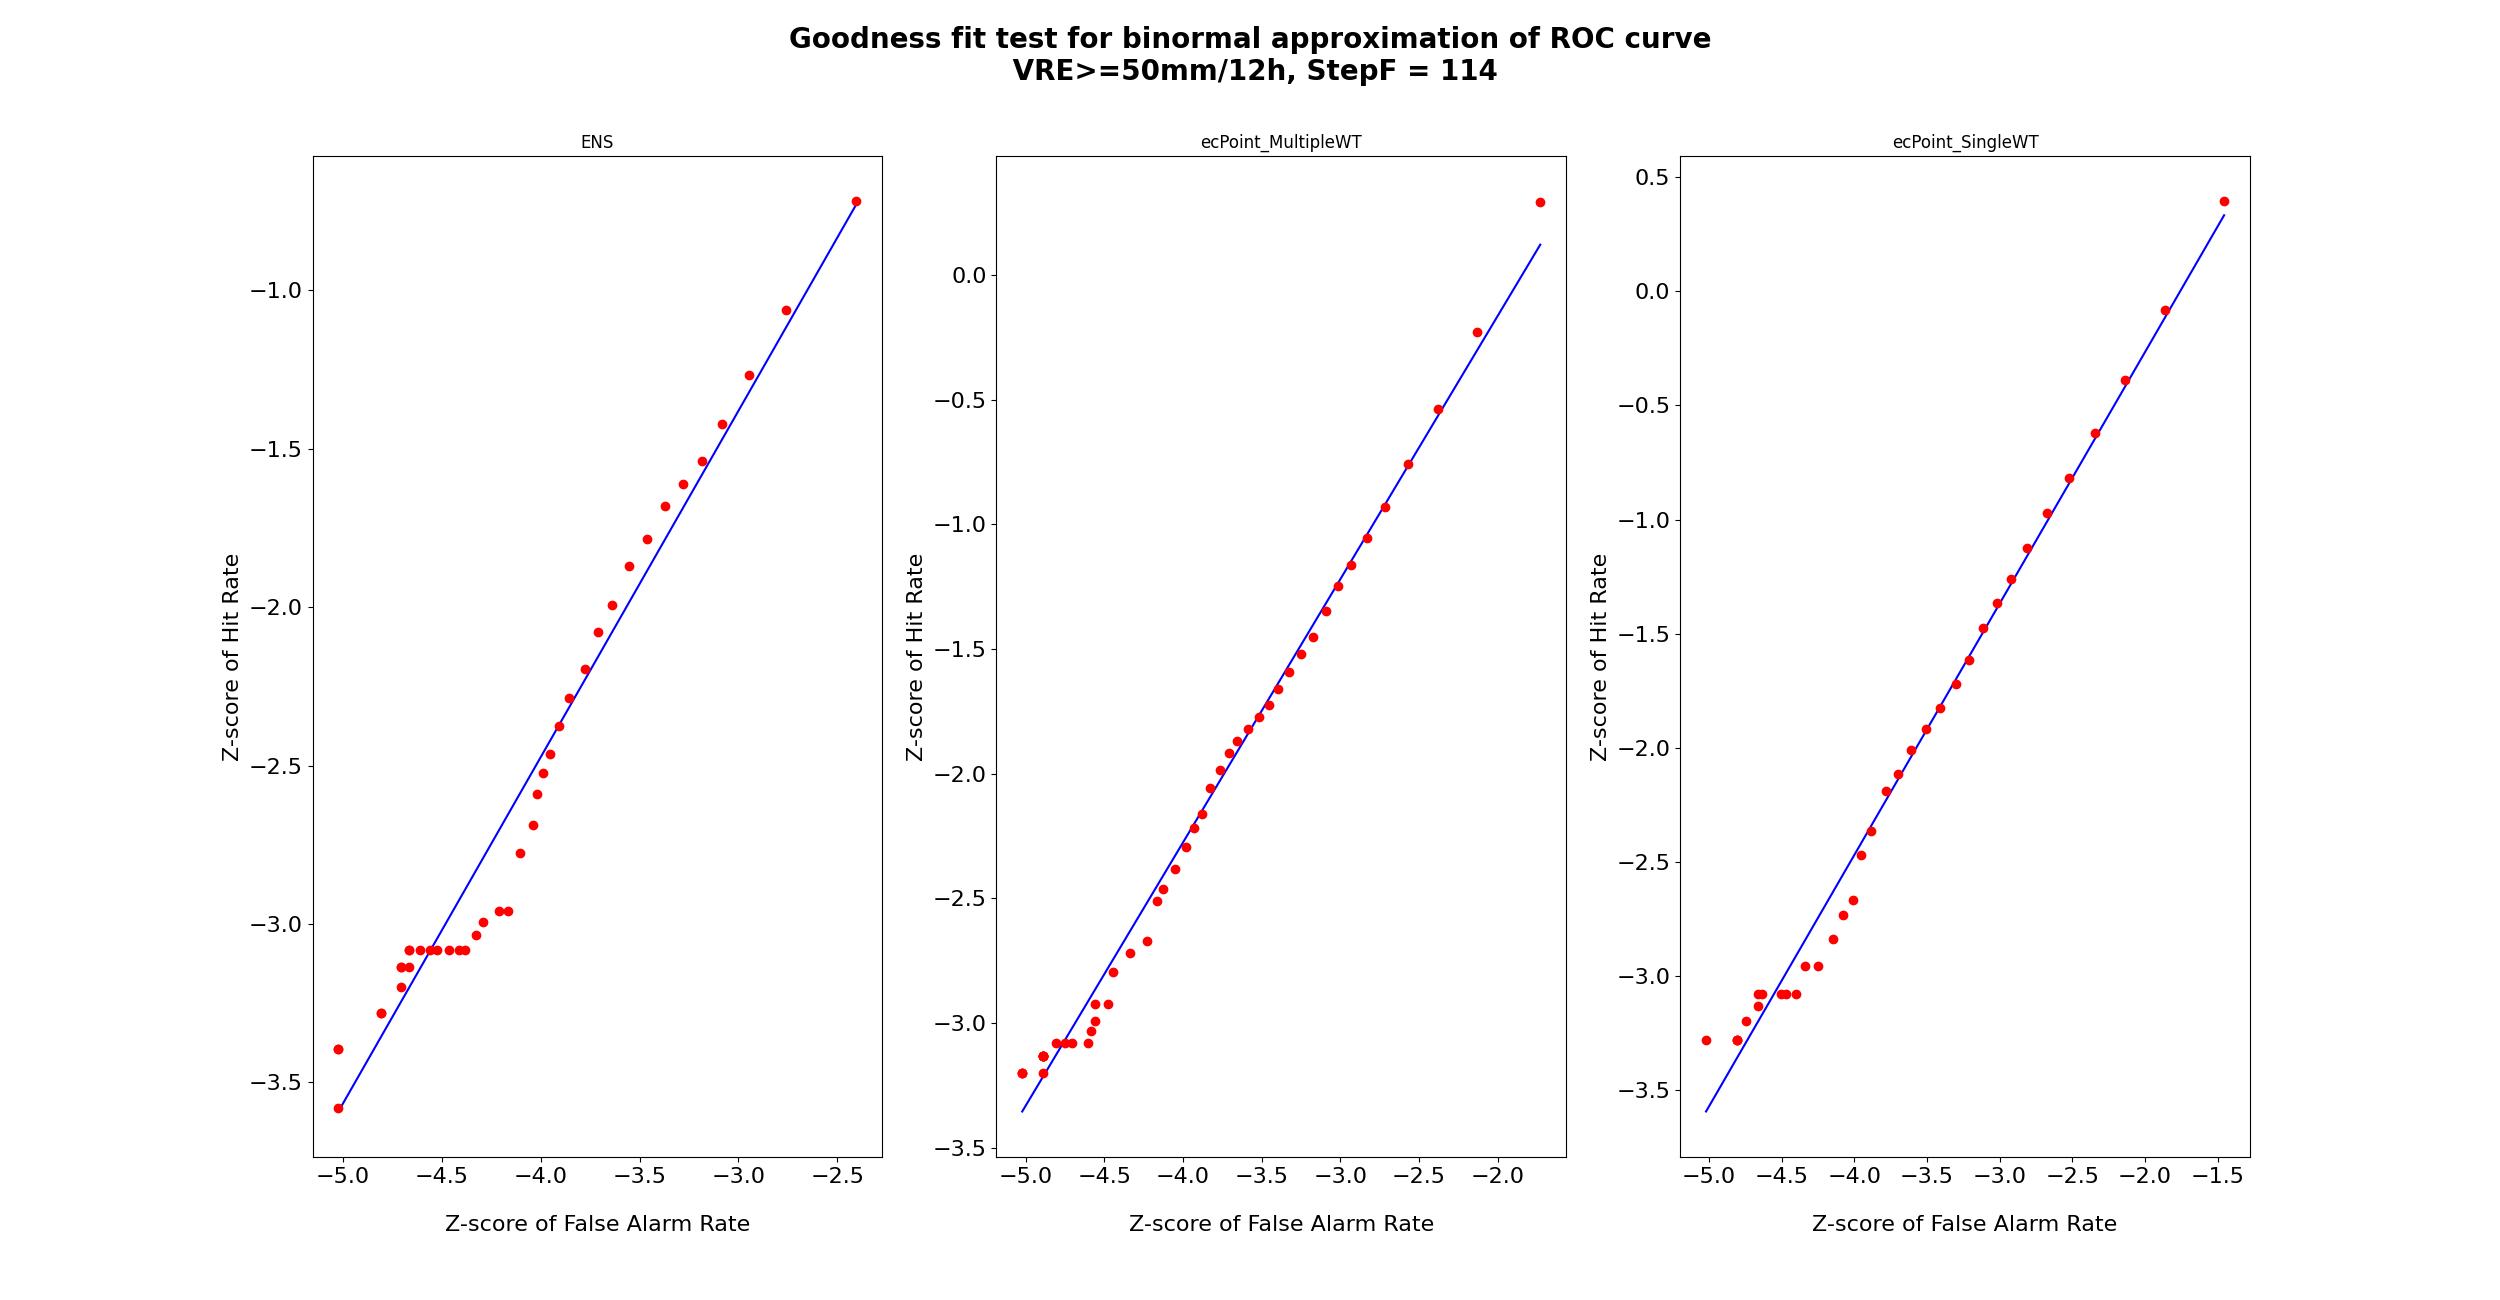 Goodness fit test for binormal approximation of ROC curve
VRE>=50mm/12h, StepF = 114
ENS
−1.0
−1.5
−2.0
−2.5
−3.0
−3.5
Z-score of Hit Rate
−5.0 −4.5 −4.0 −3.5 −3.0 −2.5
Z-score of False Alarm Rate
ecPoint_MultipleWT
0.0
−0.5
−1.0
−1.5
−2.0
−2.5
−3.0
−3.5
Z-score of Hit Rate
−5.0 −4.5 −4.0 −3.5 −3.0 −2.5 −2.0
Z-score of False Alarm Rate
ecPoint_SingleWT
0.5
0.0
−0.5
−1.0
−1.5
−2.0
−2.5
−3.0
−3.5
Z-score of Hit Rate
−5.0 −4.5 −4.0 −3.5 −3.0 −2.5 −2.0 −1.5
Z-score of False Alarm Rate